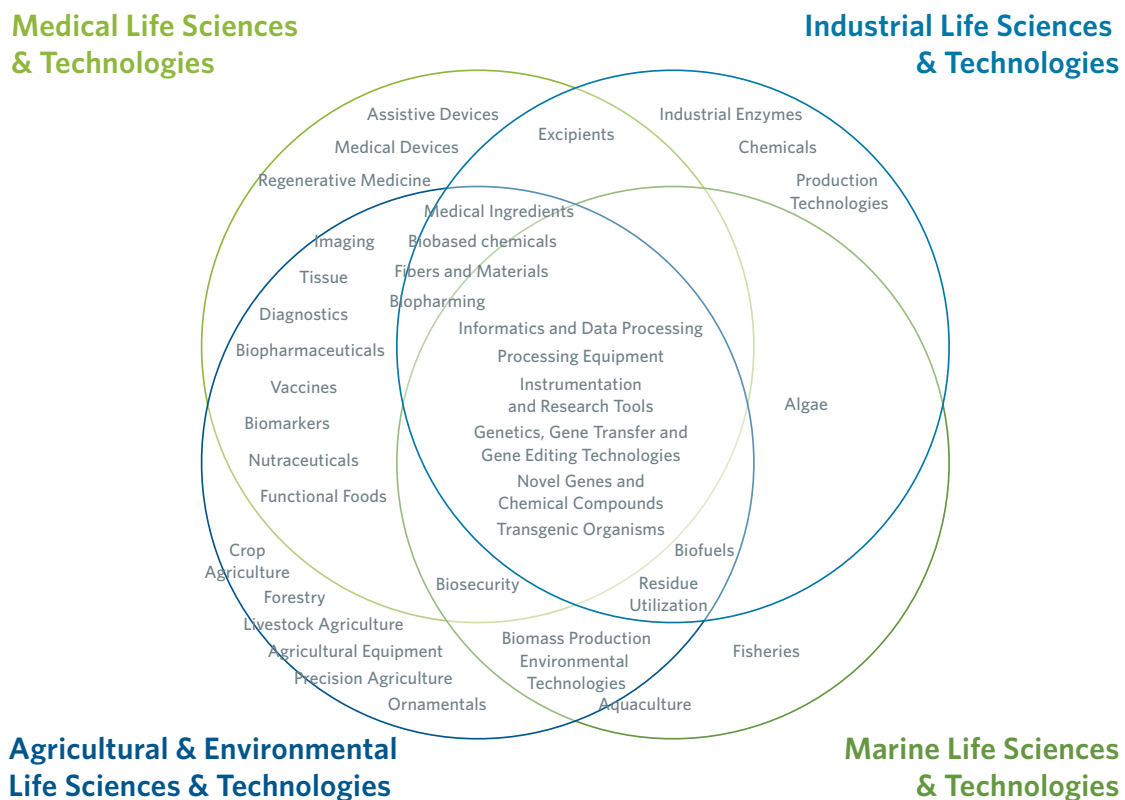 Medical Life Sciences
& Technologies
Industrial Life Sciences
& Technologies
Assistive Devices
Medical Devices
Regenerative Medicine
Excipients
Industrial Enzymes
Chemicals
Production
Technologies
Medical Ingredients
Biobased chemicals
Fibers and Materials
Biopharming
Imaging
Tissue
Diagnostics
Biopharmaceuticals
Vaccines
Biomarkers
Nutraceuticals
Functional Foods
Informatics and Data Processing
Processing Equipment
Instrumentation
and Research Tools
Genetics, Gene Transfer and
Gene Editing Technologies
Novel Genes and
Chemical Compounds
Transgenic Organisms
Algae
Biofuels
Residue
Utilization
Biosecurity
Crop
Agriculture
Forestry
Livestock Agriculture
Agricultural Equipment
Precision Agriculture
Ornamentals
Biomass Production
Environmental
Technologies
Aquaculture
Fisheries
Agricultural & Environmental
Life Sciences & Technologies
Marine Life Sciences
& Technologies